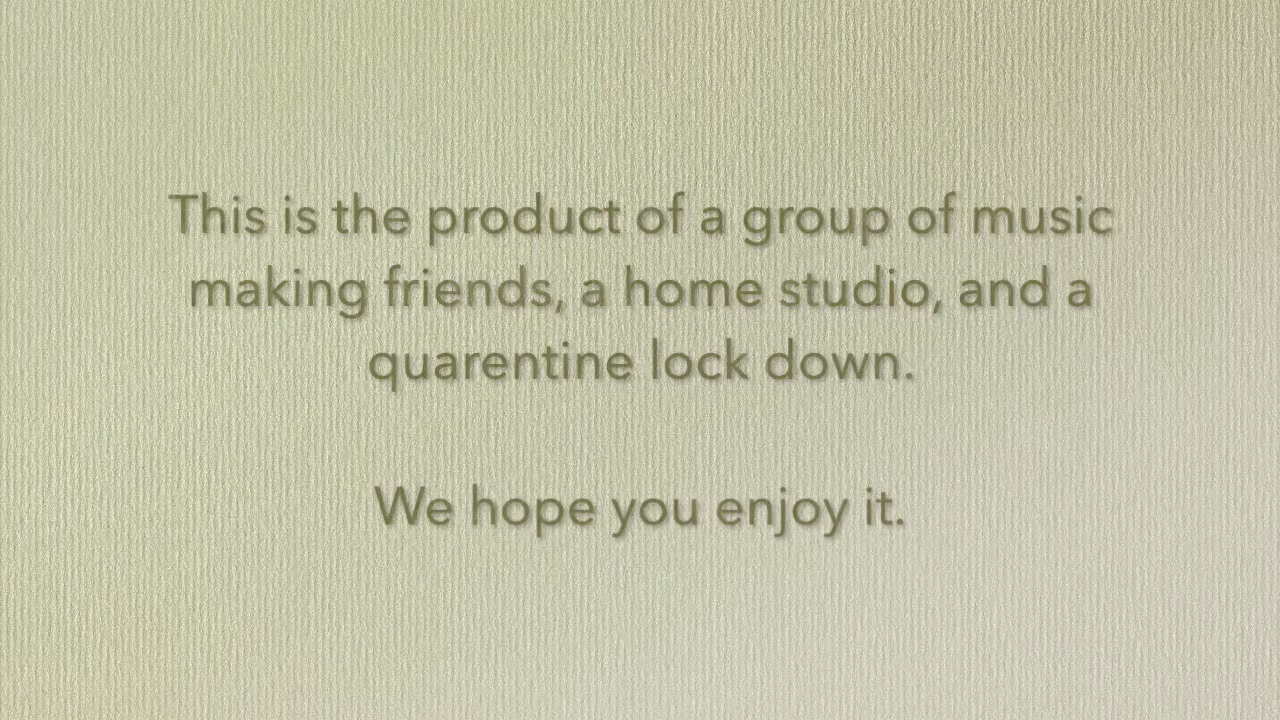 This is the product of a group of music
making friends, a home studio, and a
quarentine lock down.
We hope you enjoy it.